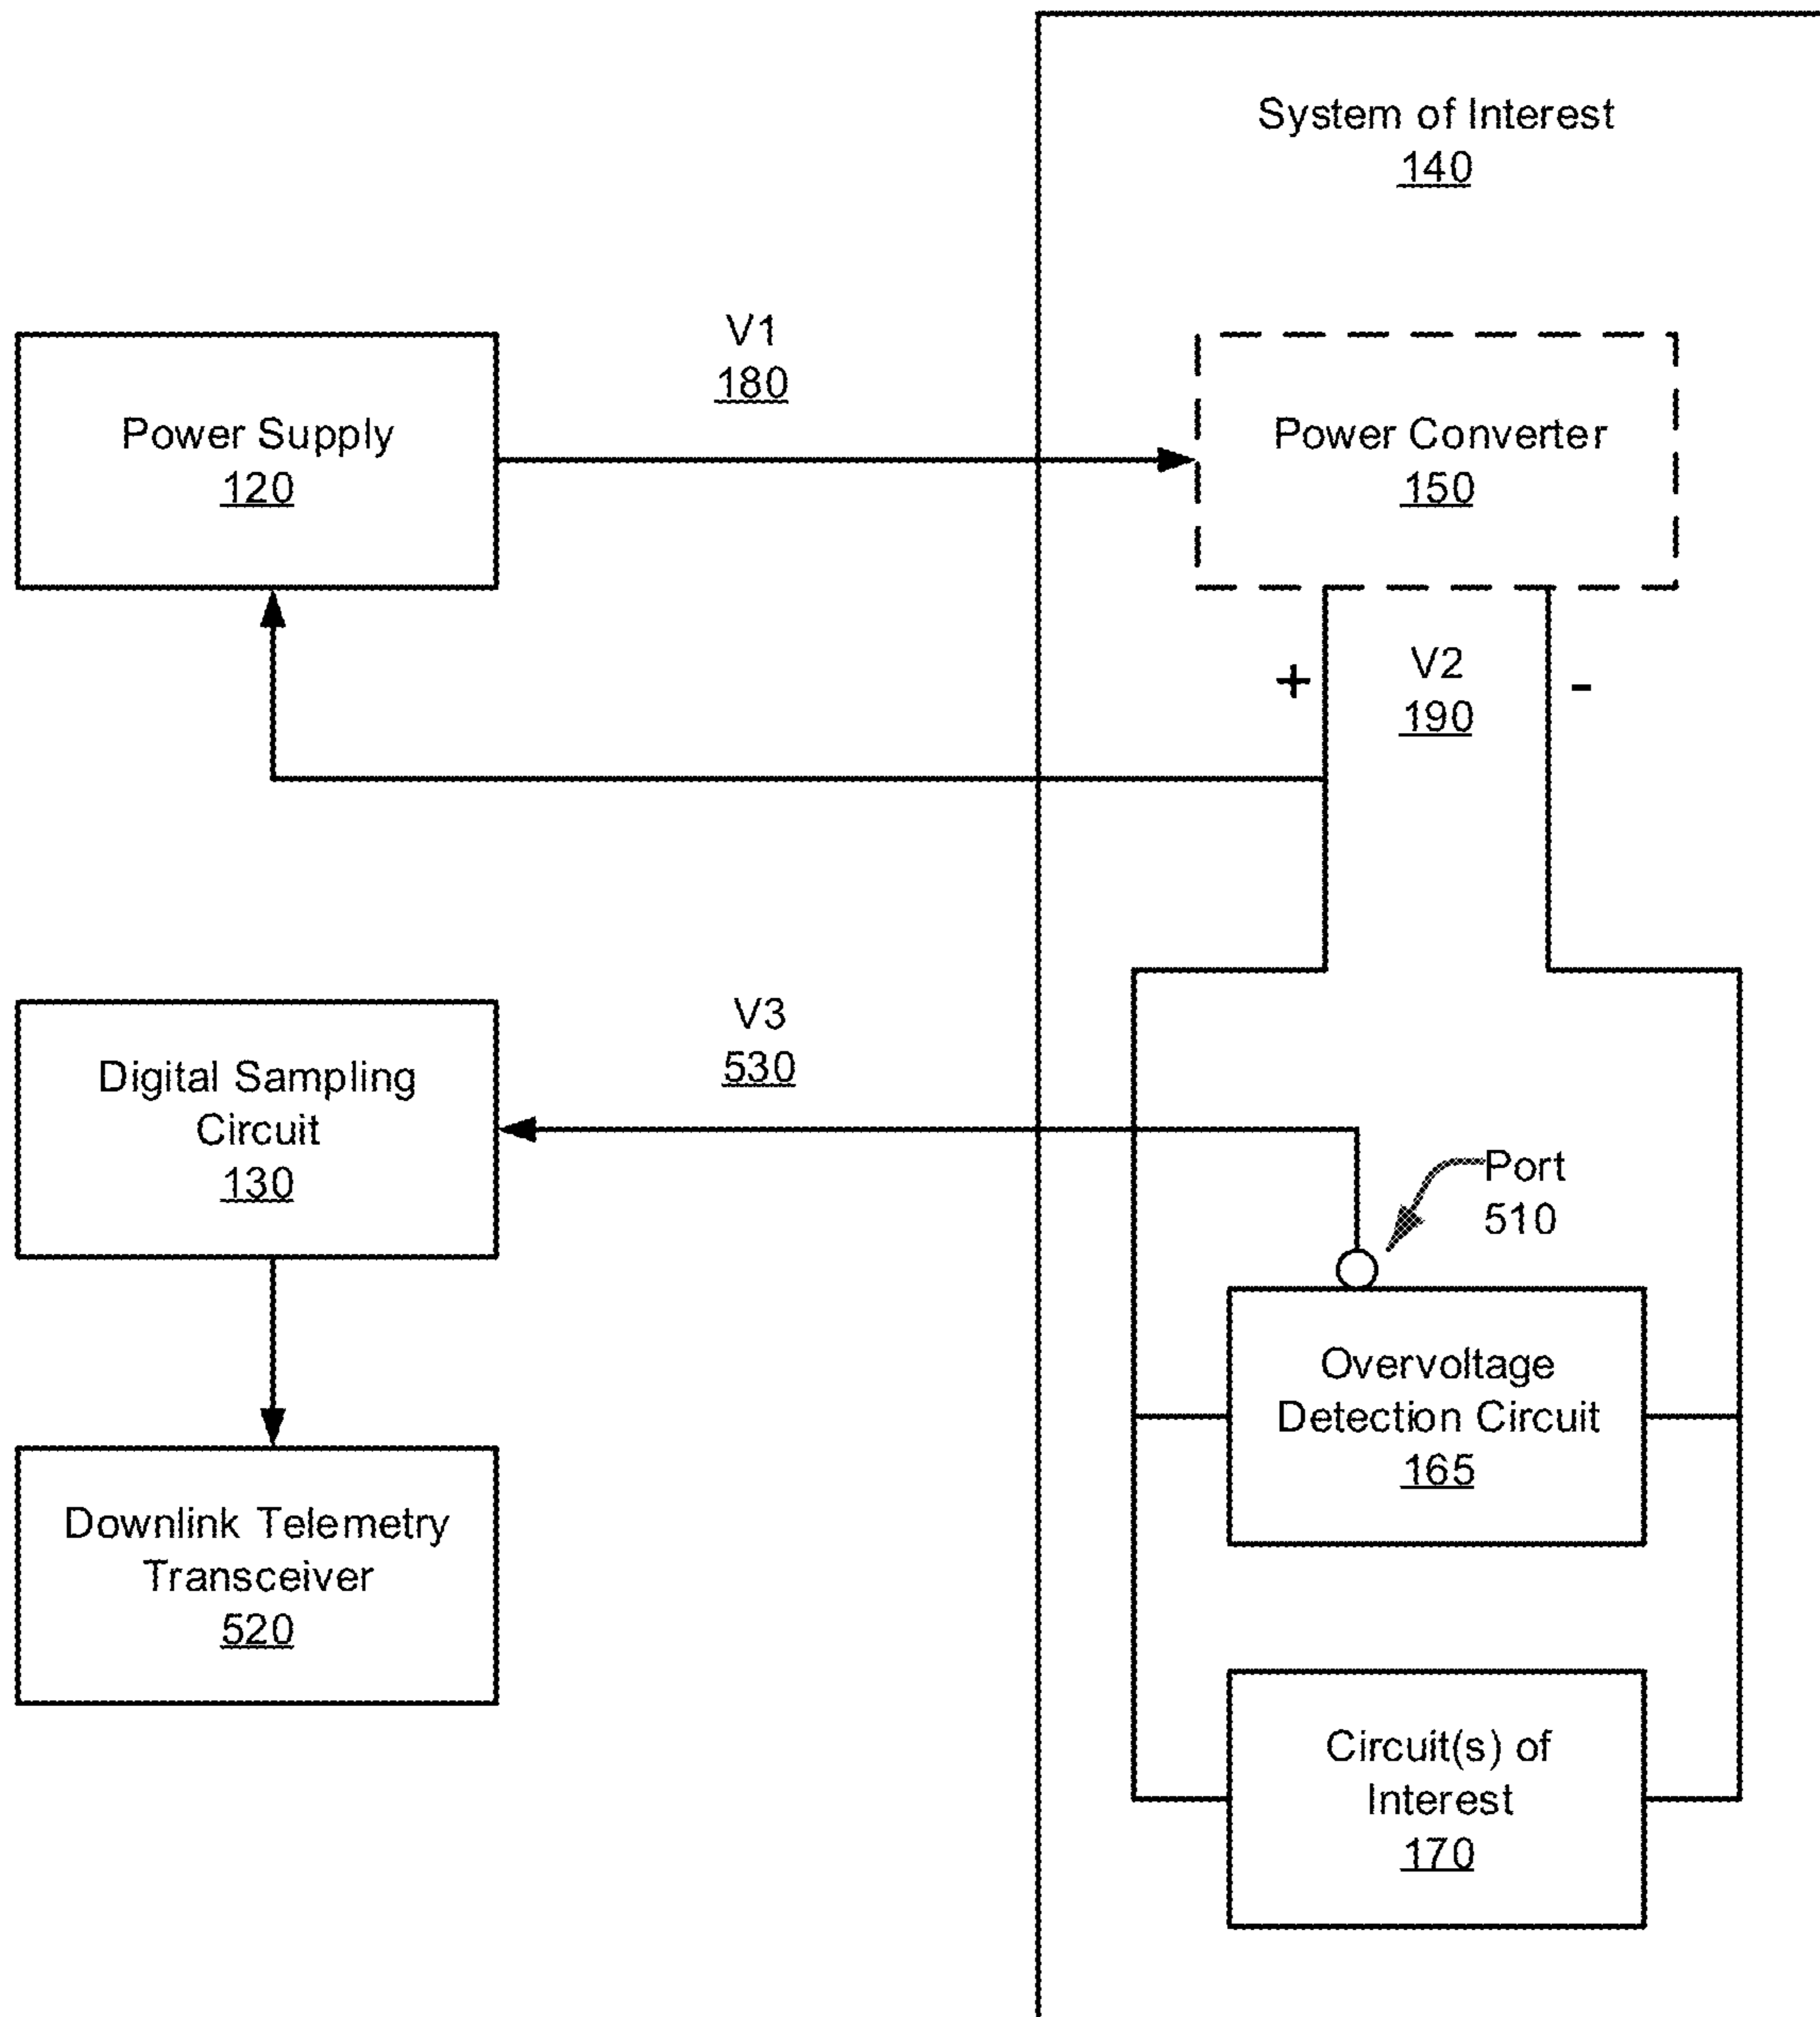 System of Interest
140
V1
180
Power Supply
120
Power Converter
150
+
V2
190
-
V3
530
Digital Sampling
Circuit
130
Port
510
Overvoltage
Detection Circuit
165
Downlink Telemetry
Transceiver
520
Circuit(s) of
Interest
170